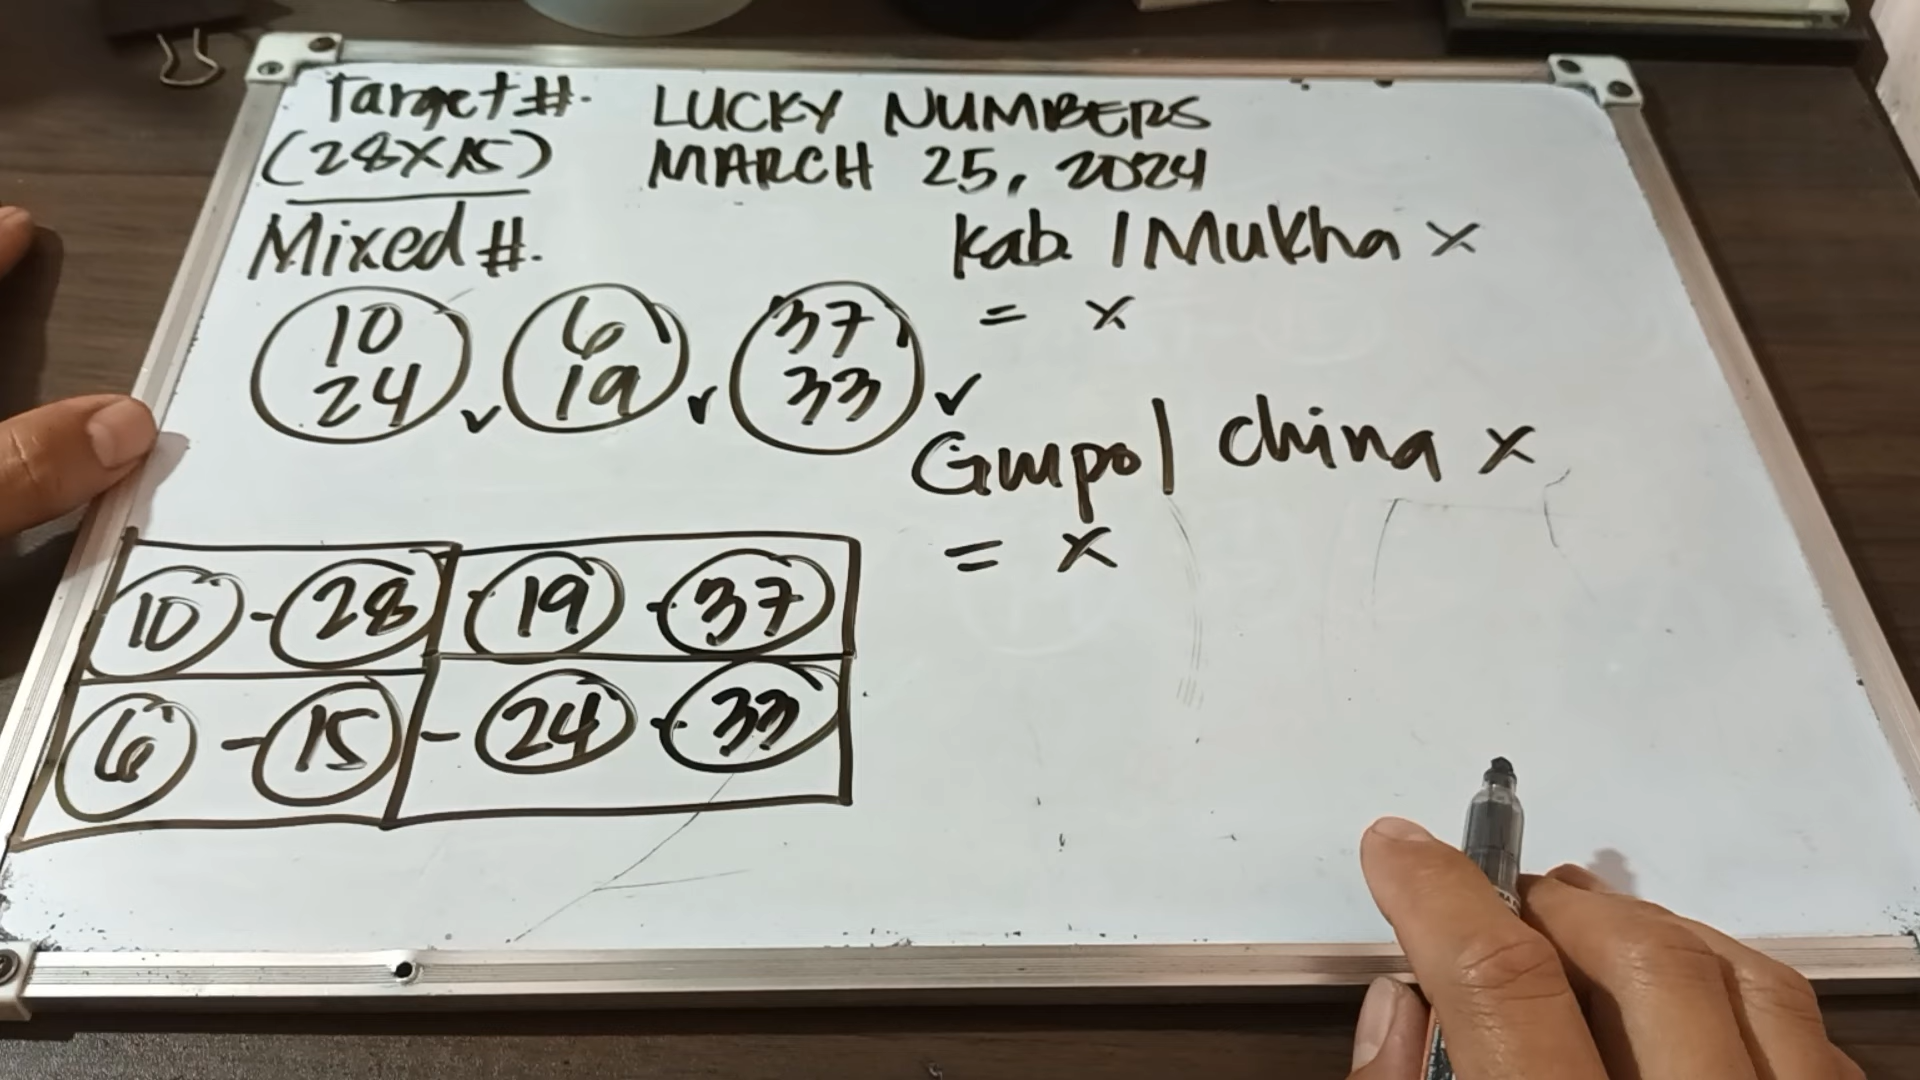 Target #.
(28X15)
LUCKY NUMBERS
MARCH 25, 2024
Mixed #.
10 6 37
24 19 33
Kab. / Mukha x
= x
Gmpo / china x
= x
10 - 28 - 19 - 37
6 - 15 - 24 - 33